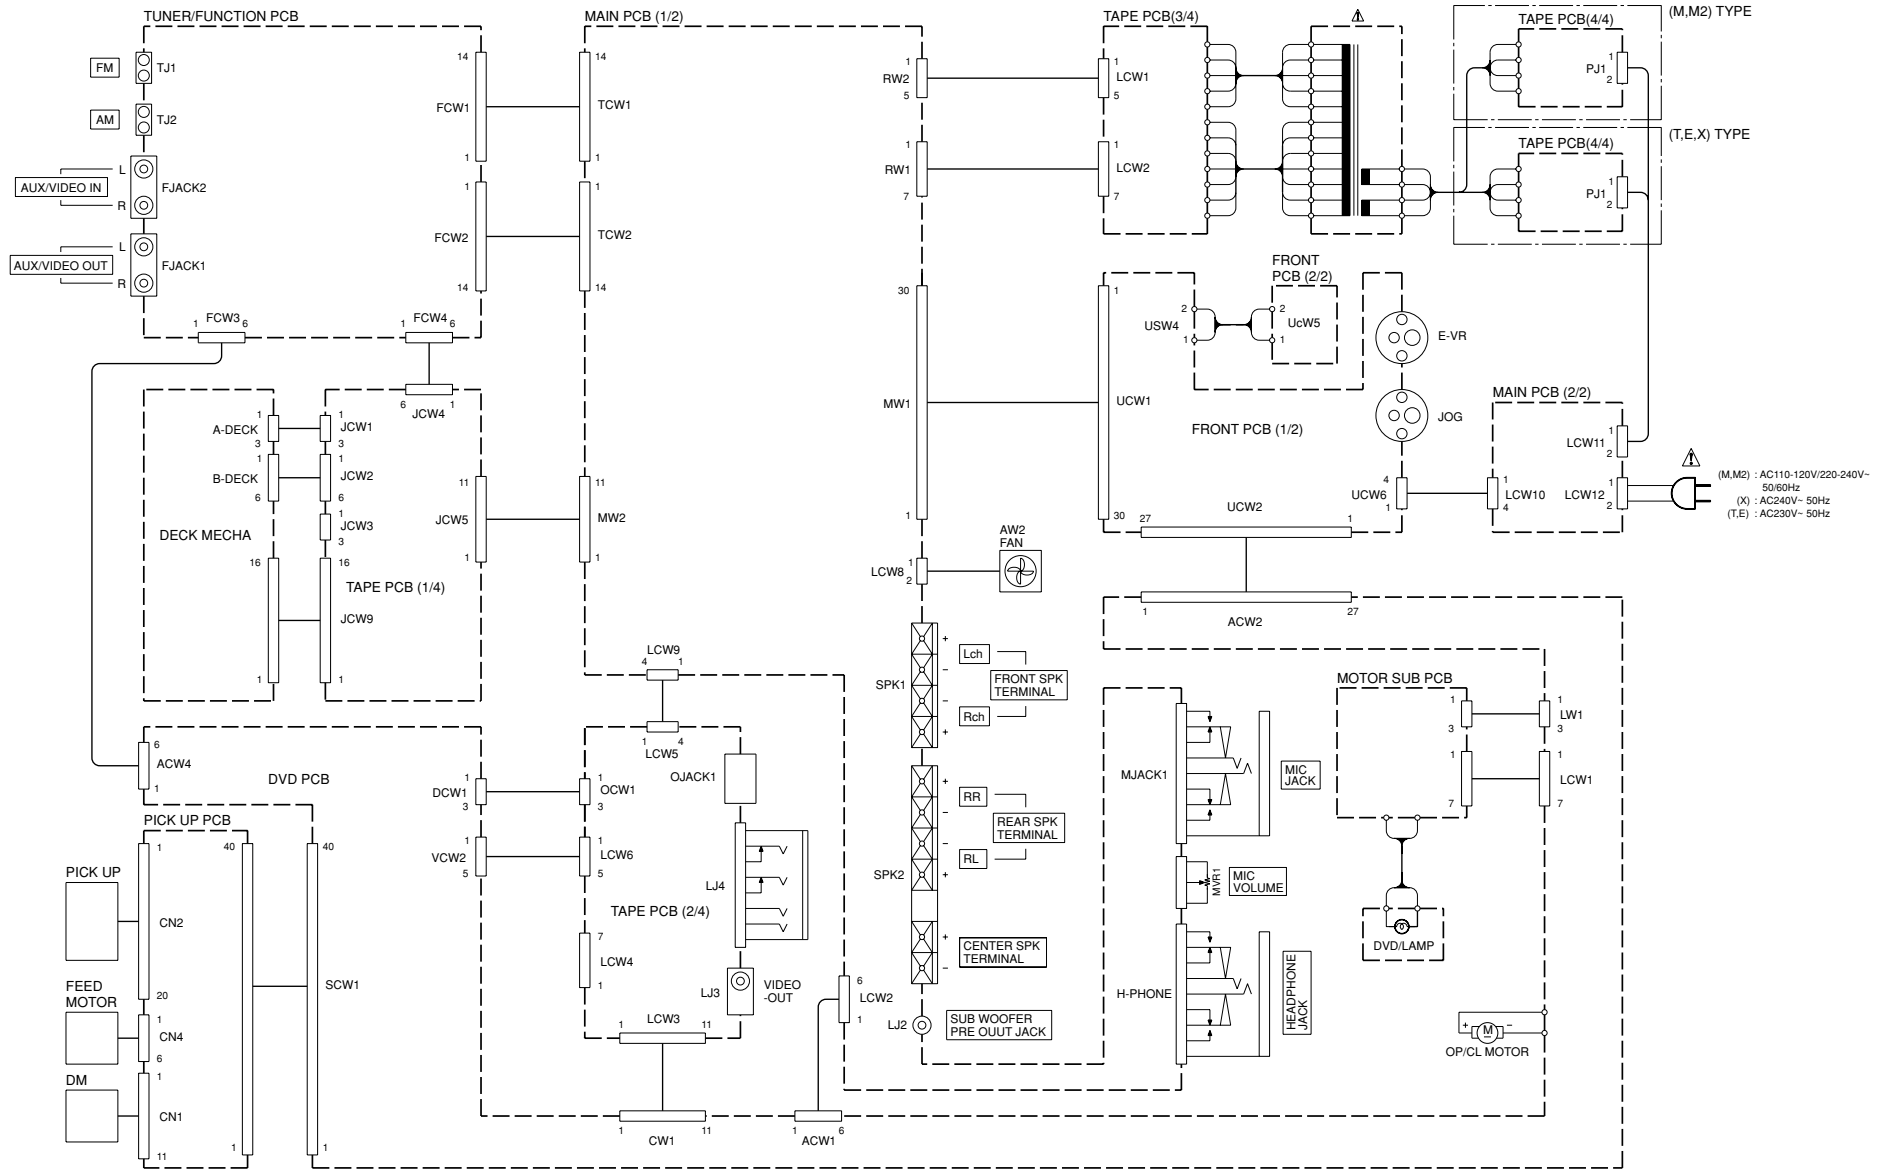 TUNER/FUNCTION PCB
FM
TJ1
AM
TJ2
L
AUX/VIDEO IN
FJACK2
R
L
AUX/VIDEO OUT
FJACK1
R
14
FCW1
1
1
FCW2
14
1 FCW3 6
1 FCW4 6
MAIN PCB (1/2)
14
TCW1
1
1
TCW2
14
1
RW2
5
1
RW1
7
30
MW1
1
11
MW2
1
1
LCW8
2
AW2
FAN
TAPE PCB(3/4)
1
LCW1
5
1
LCW2
7
(M,M2) TYPE
TAPE PCB(4/4)
1
PJ1
2
(T,E,X) TYPE
TAPE PCB(4/4)
1
PJ1
2
FRONT
PCB (2/2)
2
USW4
1
2
UcW5
1
1
UCW1
30
FRONT PCB (1/2)
E-VR
JOG
4
UCW6
1
UCW2
27
1
MAIN PCB (2/2)
1
LCW11
2
1
LCW10
4
1
LCW12
2
(M,M2) : AC110-120V/220-240V~
50/60Hz
(X) : AC240V~ 50Hz
(T,E) : AC230V~ 50Hz
6
1
JCW4
1
A-DECK
3
1
JCW1
3
1
B-DECK
6
1
JCW2
6
1
JCW3
3
DECK MECHA
16
1
16
TAPE PCB (1/4)
JCW9
1
11
JCW5
1
1
27
ACW2
LCW9
4
1
1
4
LCW5
SPK1
+
−
−
+
Lch
FRONT SPK
TERMINAL
Rch
SPK2
+
−
−
+
+
−
RR
REAR SPK
TERMINAL
RL
CENTER SPK
TERMINAL
LJ2
SUB WOOFER
PRE OUUT JACK
6
ACW4
1
DVD PCB
1
DCW1
3
1
VCW2
5
1
OCW1
3
1
LCW6
5
OJACK1
LJ4
TAPE PCB (2/4)
7
LCW4
1
LJ3
VIDEO
-OUT
1 LCW3 11
6
LCW2
1
1
CW1
11
1
ACW1
6
PICK UP PCB
PICK UP
1
CN2
20
FEED
MOTOR
1
CN4
6
DM
1
CN1
11
40
1
40
SCW1
1
MJACK1
MIC
JACK
MVR1
MIC
VOLUME
H-PHONE
HEADPHONE
JACK
MOTOR SUB PCB
1
3
1
LW1
3
1
7
1
LCW1
7
DVD/LAMP
+
M
−
OP/CL MOTOR